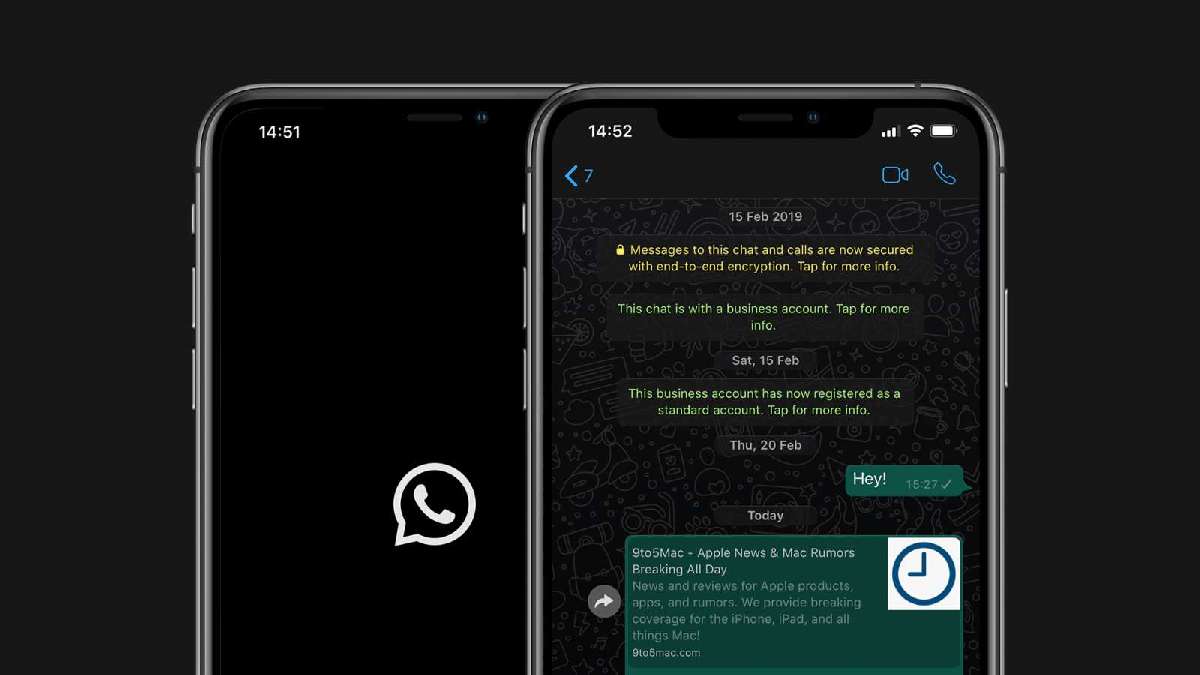 14:51
14:52
7
15 Feb 2019
Messages to this chat and calls are now secured
with end-to-end encryption. Tap for more info.
This chat is with a business account. Tap for more
info.
Sat, 15 Feb
This business account has now registered as a
standard account. Tap for more info.
Thu, 20 Feb
Hey! 15:27
Today
9to5Mac - Apple News & Mac Rumors
Breaking All Day
News and reviews for Apple products,
apps, and rumors. We provide breaking
coverage for the iPhone, iPad, and all
things Mac!
9to5mac.com